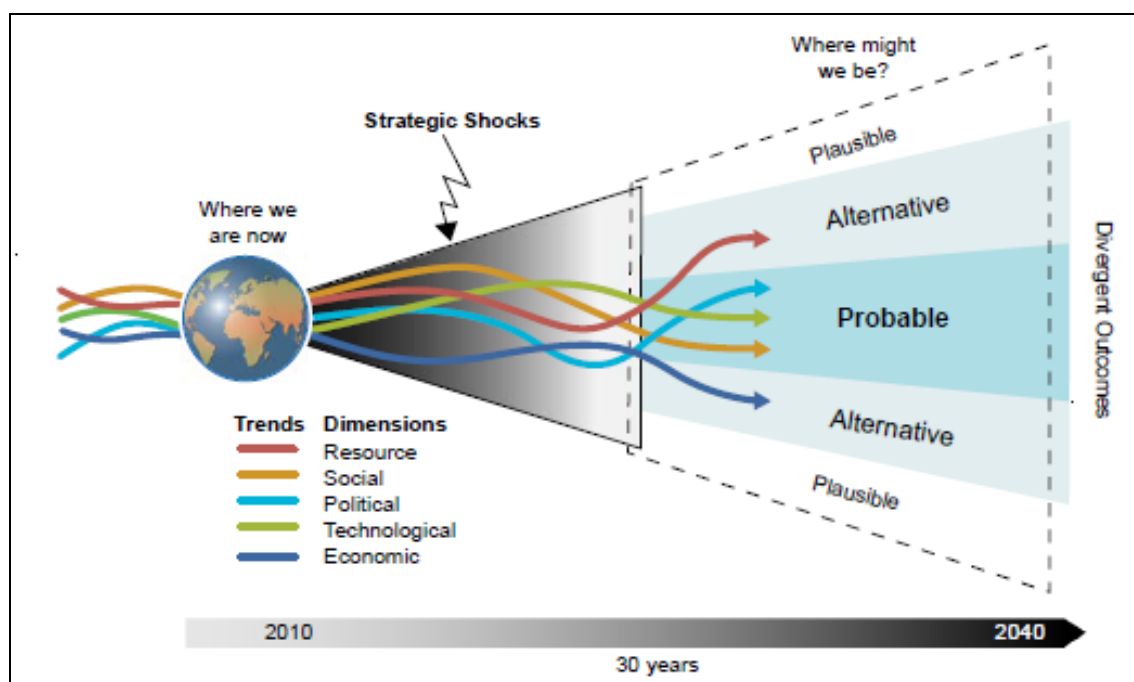 Where might
we be?
Strategic Shocks
Plausible
Where we
are now
Alternative
Probable
Divergent Outcomes
Alternative
Plausible
Trends Dimensions
Resource
Social
Political
Technological
Economic
2010
2040
30 years